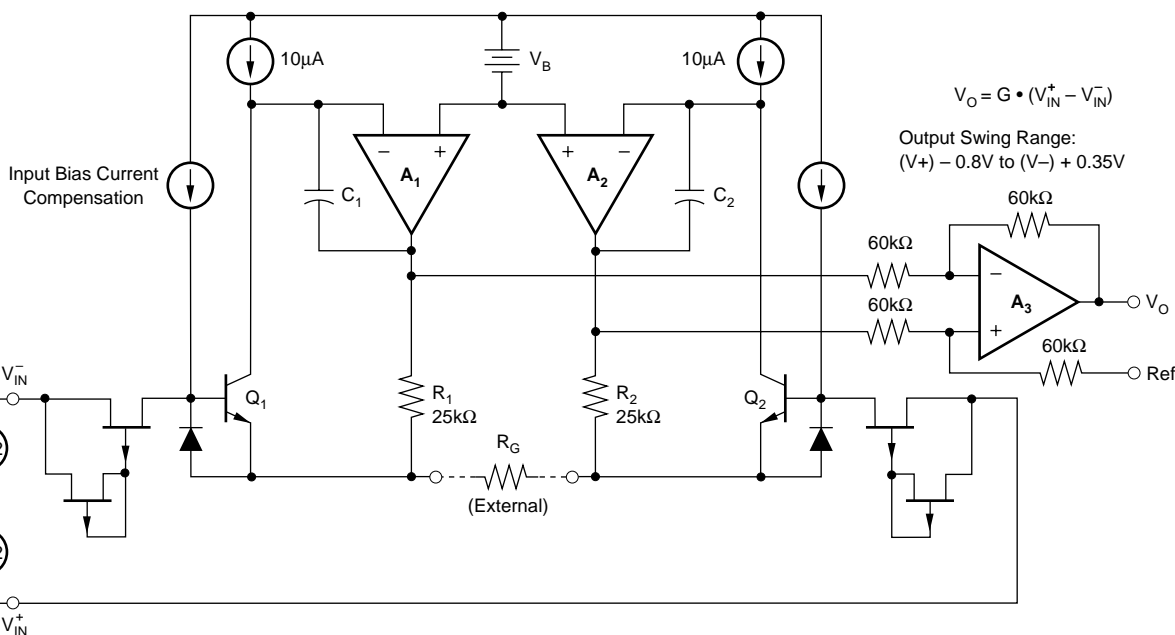 10µA
V_B
10µA
V_O = G • (V_IN^+ – V_IN^–)
Output Swing Range:
(V+) – 0.8V to (V–) + 0.35V
Input Bias Current
Compensation
– +
A_1
+ –
A_2
C_1
C_2
60kΩ
60kΩ
–
A_3
V_O
60kΩ
+
60kΩ
Ref
V_IN^–
Q_1
R_1
25kΩ
R_2
25kΩ
Q_2
R_G
(External)
V_IN^+